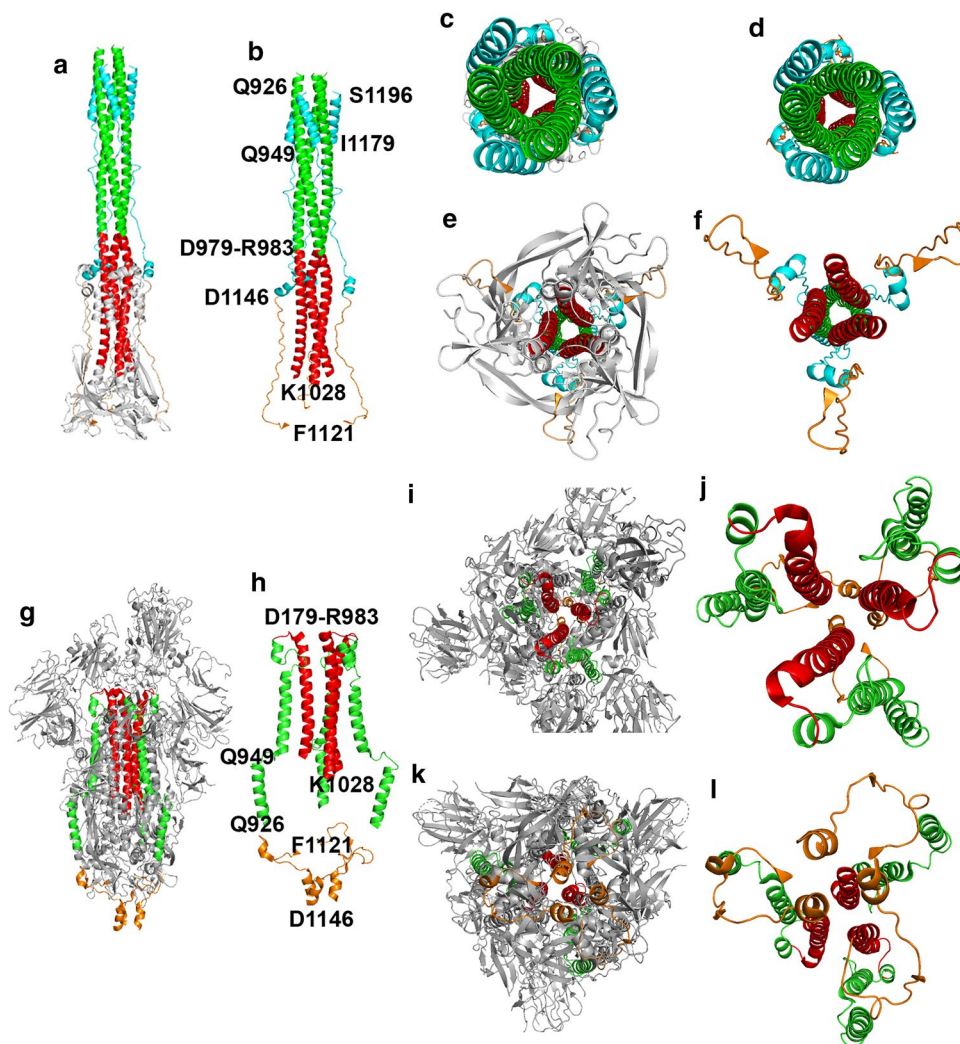 a
b
Q926
S1196
Q949
I1179
D979-R983
D1146
K1028
F1121
c
d
e
f
g
h
D179-R983
Q949
K1028
Q926
F1121
D1146
i
j
k
l